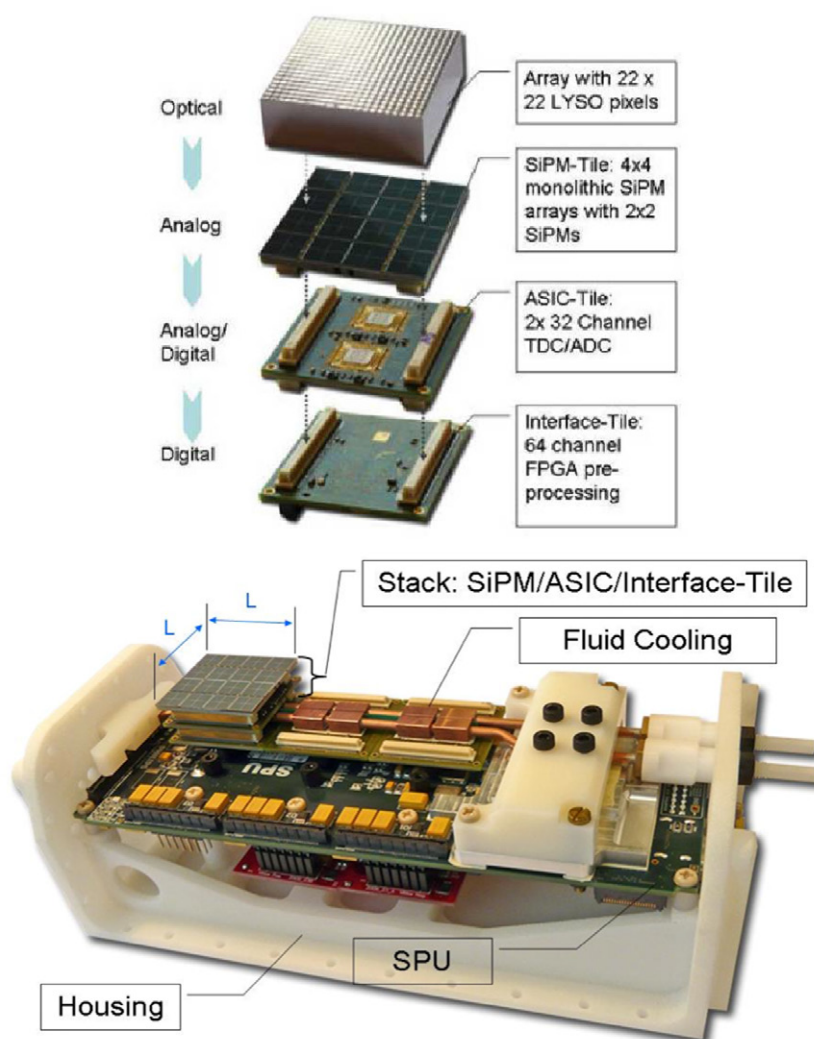 Optical
Array with 22 x
22 LYSO pixels
Analog
SiPM-Tile: 4x4
monolithic SiPM
arrays with 2x2
SiPMs
Analog/
Digital
ASIC-Tile:
2x 32 Channel
TDC/ADC
Digital
Interface-Tile:
64 channel
FPGA pre-
processing
Stack: SiPM/ASIC/Interface-Tile
L
L
Fluid Cooling
SPU
SPU
Housing